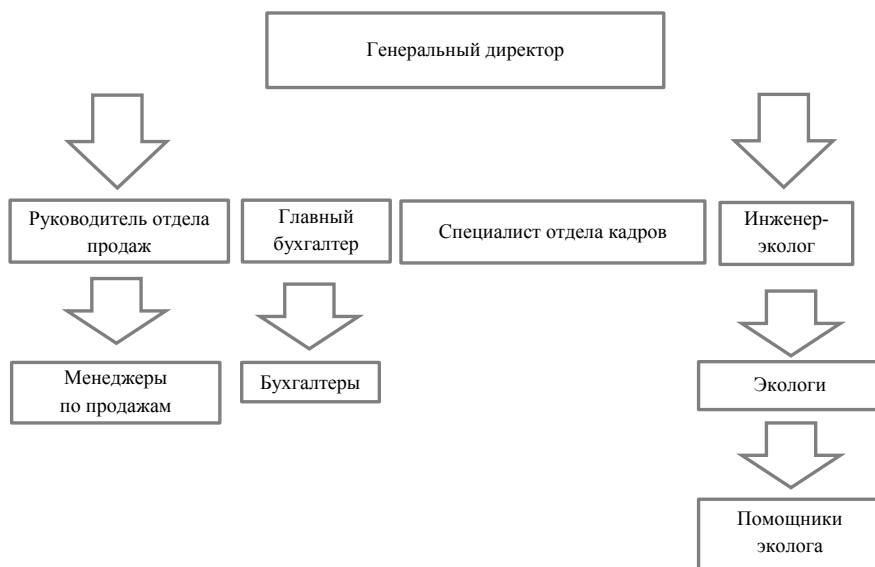 Генеральный директор
Руководитель отдела
продаж
Главный
бухгалтер
Специалист отдела кадров
Инженер-
эколог
Менеджеры
по продажам
Бухгалтеры
Экологи
Помощники
эколога